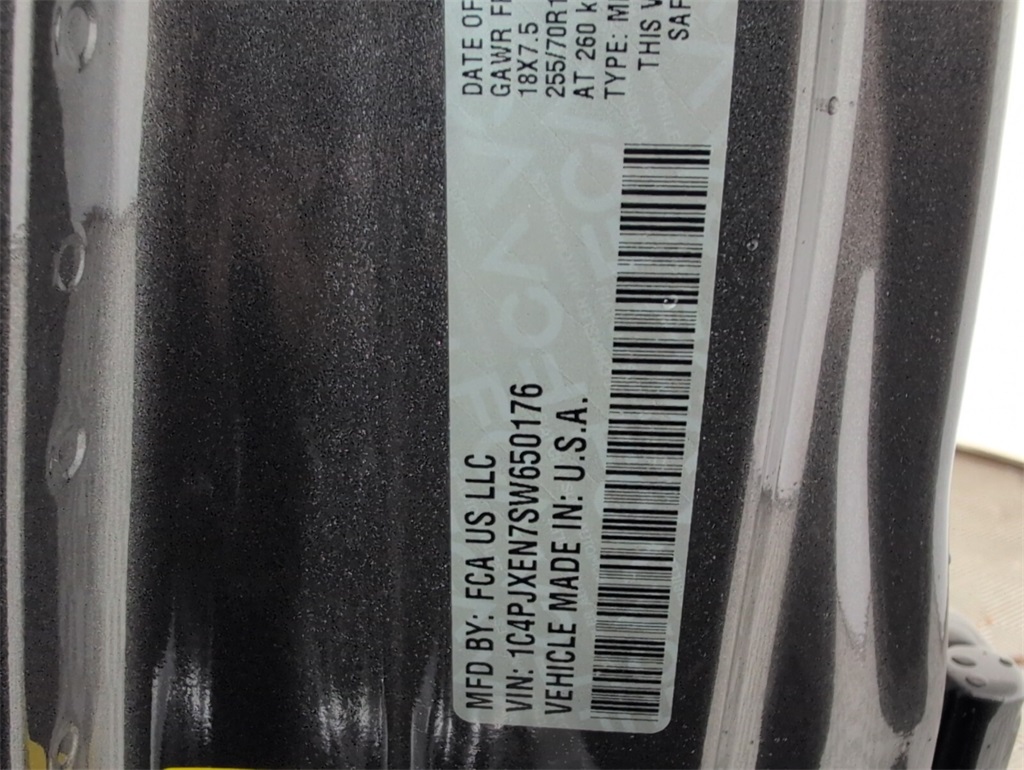 MFD BY: FCA US LLC
VIN: 1C4PJXEN7SW650176
VEHICLE MADE IN: U.S.A.
DATE OF
GAWR
18X7.5
255/70R1
AT 260 k
TYPE:
THIS